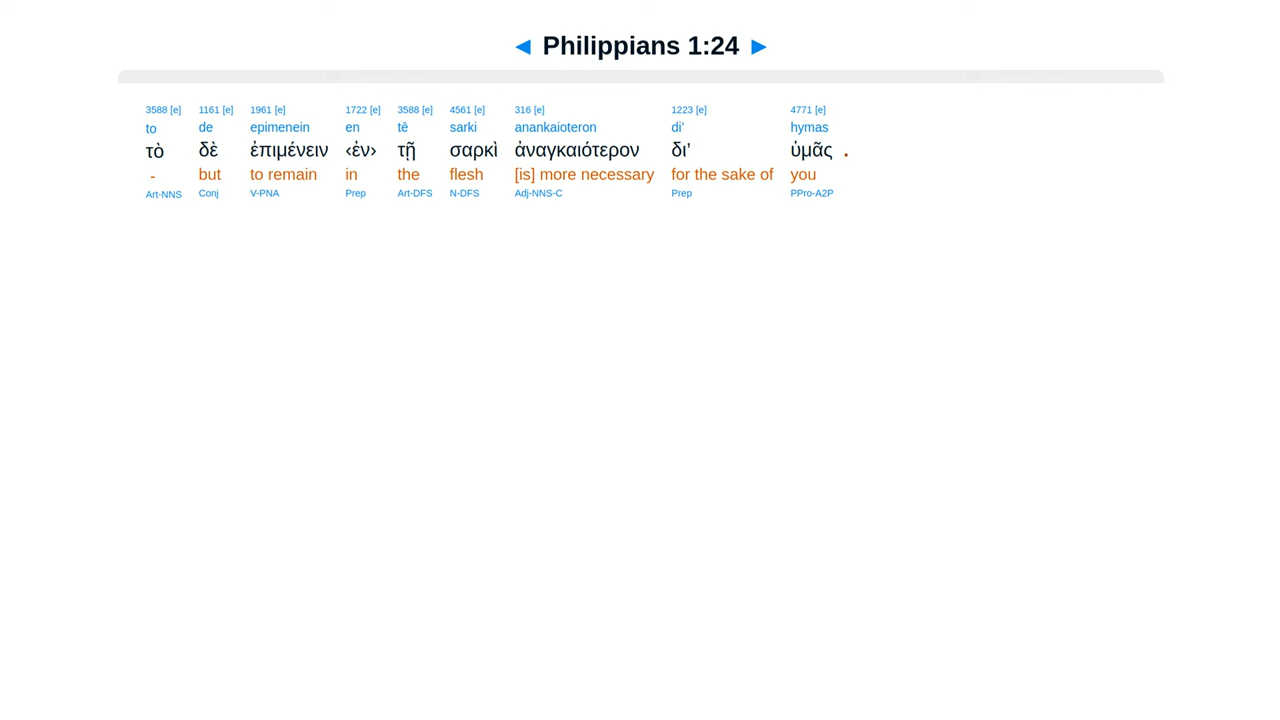 ◄ Philippians 1:24 ►
3588 [e] 1161 [e] 1961 [e] 1722 [e] 3588 [e] 4561 [e] 316 [e] 1223 [e] 4771 [e]
to de epimenein en tē sarki anankaioteron di’ hymas
τὸ δὲ ἐπιμένειν ‹ἐν› τῇ σαρκὶ ἀναγκαιότερον δι’ ὑμᾶς .
- but to remain in the flesh [is] more necessary for the sake of you
Art-NNS Conj V-PNA Prep Art-DFS N-DFS Adj-NNS-C Prep PPro-A2P